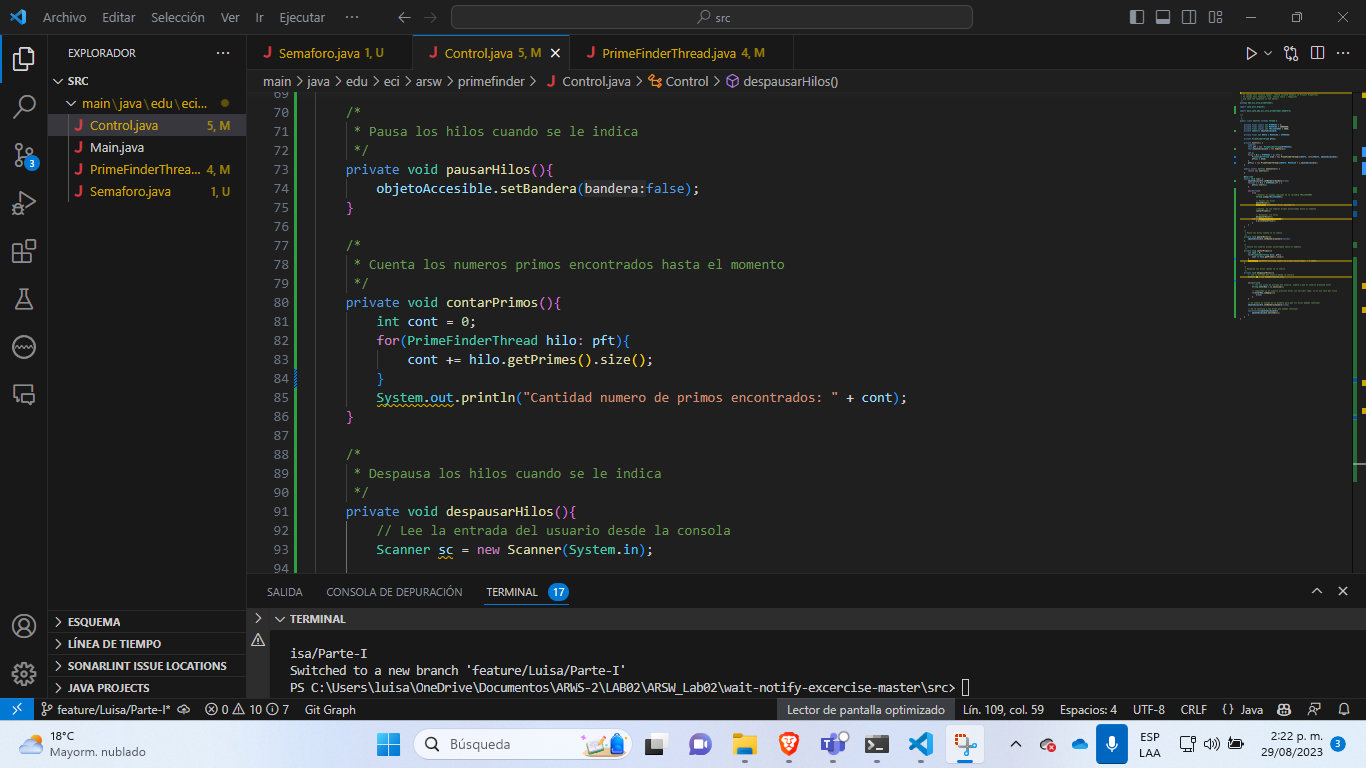 Archivo Editar Selección Ver Ir Ejecutar ··· src
EXPLORADOR ···
SRC
main\java\edu\eci...
Control.java 5, M
Main.java
PrimeFinderThrea... 4, M
Semaforo.java 1, U
3
ESQUEMA
LÍNEA DE TIEMPO
SONARLINT ISSUE LOCATIONS
JAVA PROJECTS
J Semaforo.java 1, U J Control.java 5, M J PrimeFinderThread.java 4, M
main > java > edu > eci > arsw > primefinder > J Control.java > Control > despausarHilos()
69
70 /*
71 * Pausa los hilos cuando se le indica
72 */
73 private void pausarHilos(){
74 objetoAccesible.setBandera(bandera:false);
75 }
76
77 /*
78 * Cuenta los numeros primos encontrados hasta el momento
79 */
80 private void contarPrimos(){
81 int cont = 0;
82 for(PrimeFinderThread hilo: pft){
83 cont += hilo.getPrimes().size();
84 }
85 System.out.println("Cantidad numero de primos encontrados: " + cont);
86 }
87
88 /*
89 * Despausa los hilos cuando se le indica
90 */
91 private void despausarHilos(){
92 // Lee la entrada del usuario desde la consola
93 Scanner sc = new Scanner(System.in);
94
SALIDA CONSOLA DE DEPURACIÓN TERMINAL 17
TERMINAL
isa/Parte-I
Switched to a new branch 'feature/Luisa/Parte-I'
PS C:\Users\luisa\OneDrive\Documentos\ARWS-2\LAB02\ARSW_Lab02\wait-notify-excercise-master\src>
feature/Luisa/Parte-I* 0 10 7 Git Graph Lector de pantalla optimizado Lín. 109, col. 59 Espacios: 4 UTF-8 CRLF {} Java
18°C
Mayorm. nublado
Búsqueda
ESP
LAA
2:22 p. m.
29/08/2023
3